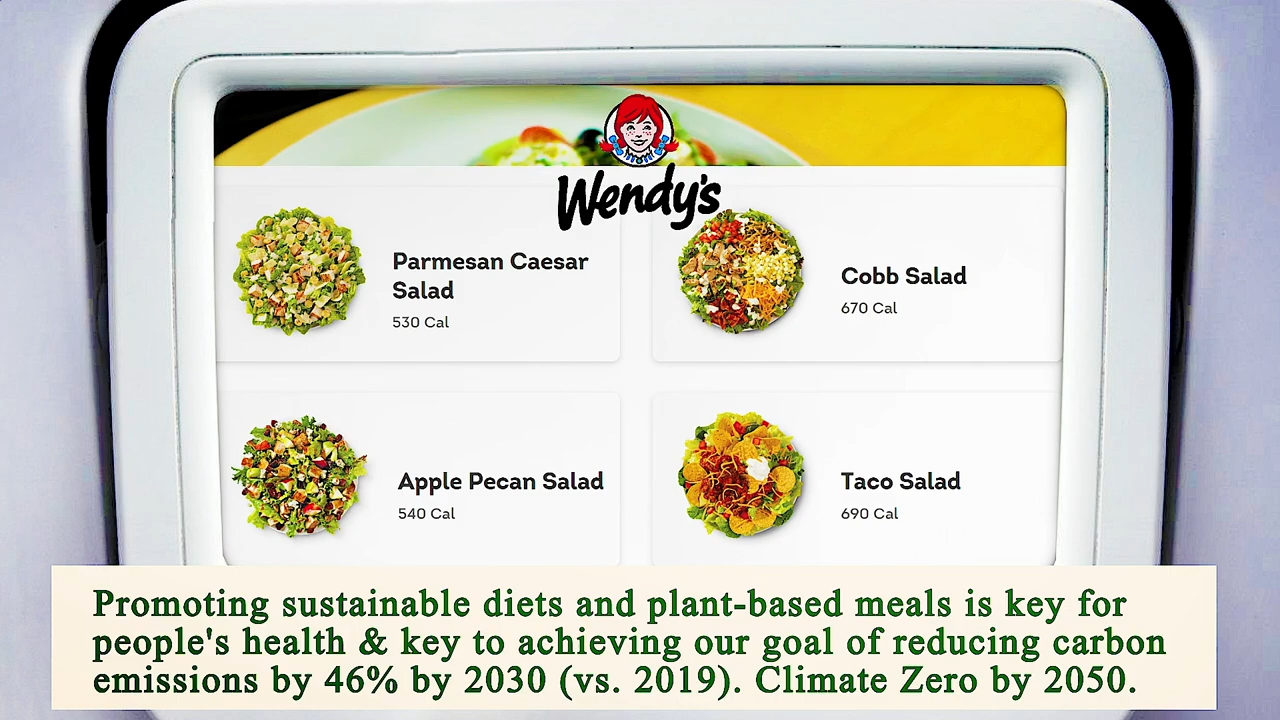 Wendy's
Parmesan Caesar
Salad
530 Cal
Cobb Salad
670 Cal
Apple Pecan Salad
540 Cal
Taco Salad
690 Cal
Promoting sustainable diets and plant-based meals is key for
people's health & key to achieving our goal of reducing carbon
emissions by 46% by 2030 (vs. 2019). Climate Zero by 2050.